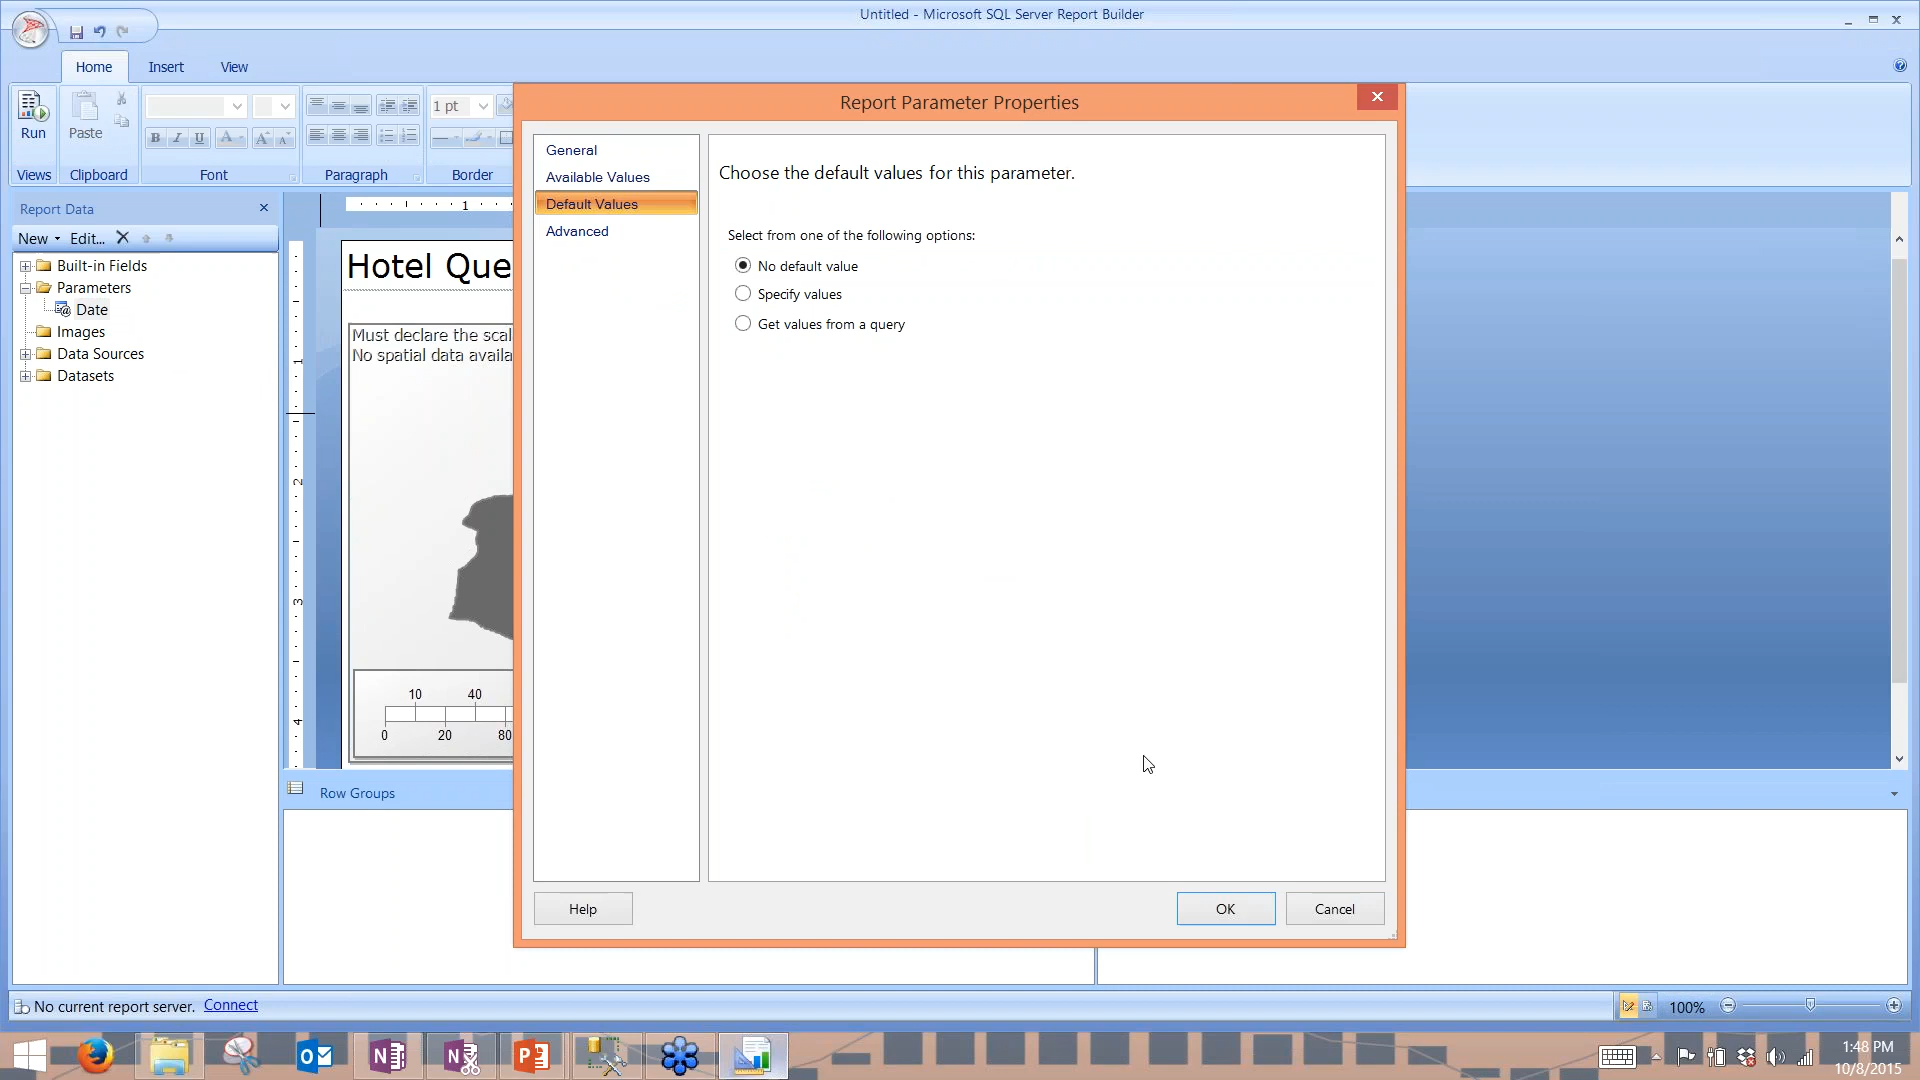 Untitled - Microsoft SQL Server Report Builder
Home
Insert
View
Run
Paste
1 pt
B
I
U
A
A
A
Views
Clipboard
Font
Paragraph
Border
Report Data
New
Edit...
Built-in Fields
Parameters
Date
Images
Data Sources
Datasets
1
1
2
3
4
Hotel Que
Must declare the scal
No spatial data availa
10
40
0
20
80
Row Groups
Report Parameter Properties
General
Available Values
Default Values
Advanced
Choose the default values for this parameter.
Select from one of the following options:
No default value
Specify values
Get values from a query
Help
OK
Cancel
No current report server. Connect
100%
1:48 PM
10/8/2015